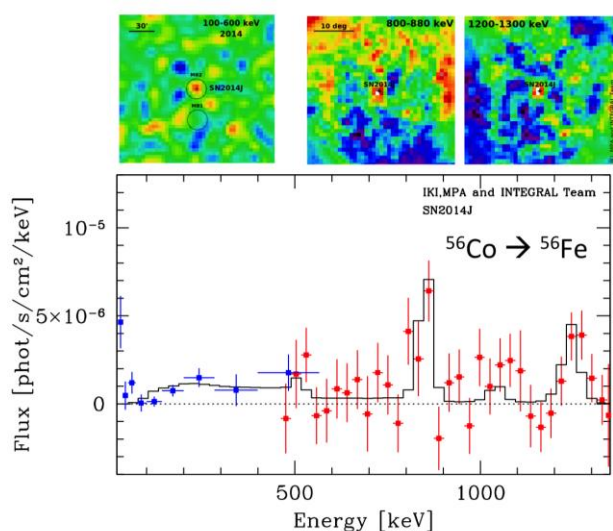 100-600 keV
2014
30'
M82
SN2014J
M81
800-880 keV
10 deg
SN2014J
1200-1300 keV
SN2014J
IKI,MPA and INTEGRAL Team
SN2014J
⁵⁶Co → ⁵⁶Fe
Flux [phot/s/cm²/keV]
10⁻⁵
5×10⁻⁶
0
500
1000
Energy [keV]